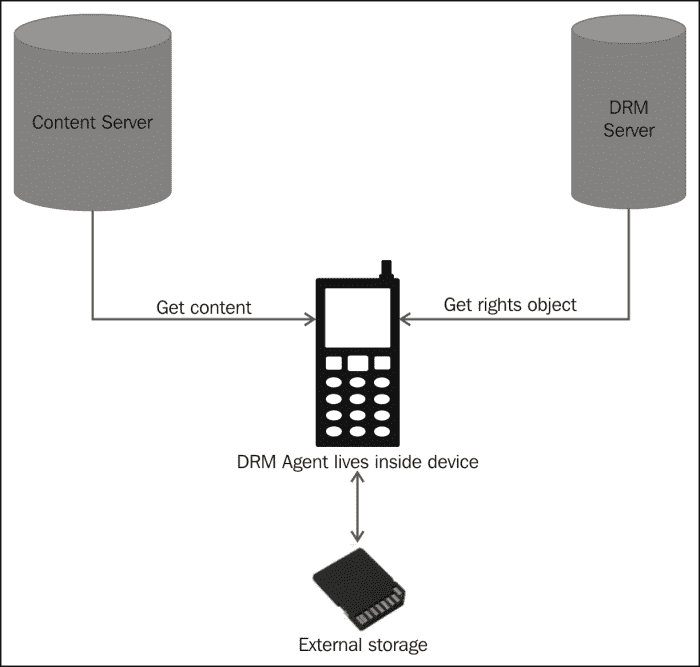 Content Server
DRM
Server
Get content
Get rights object
DRM Agent lives inside device
External storage